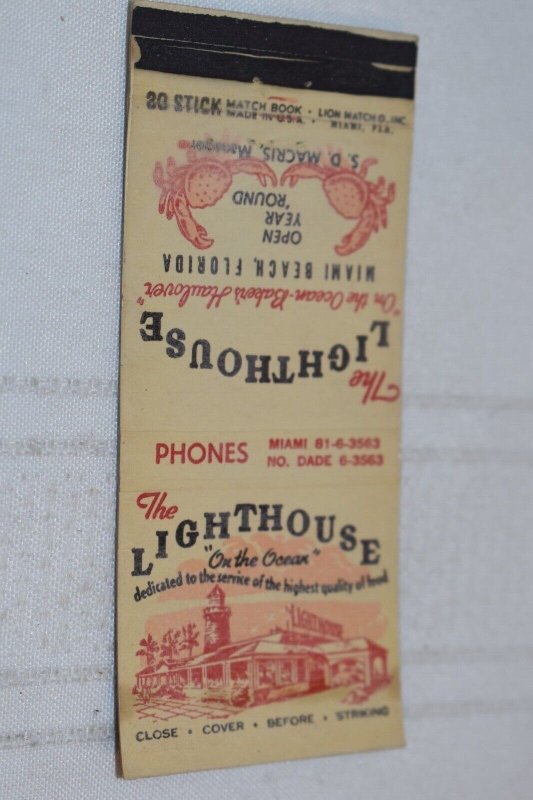 20 STICK MATCH BOOK · LION MATCH CO., INC.
MADE IN U.S.A. · MIAMI, FLA.
The
LIGHTHOUSE
"On the Ocean-Baker's Haulover"
MIAMI BEACH, FLORIDA
OPEN
YEAR
'ROUND
S. D. MACRIS, Manager
PHONES
MIAMI 81-6-3563
NO. DADE 6-3563
The
LIGHTHOUSE
"On the Ocean"
dedicated to the service of the highest quality of food
LIGHTHOUSE
CLOSE · COVER · BEFORE · STRIKING